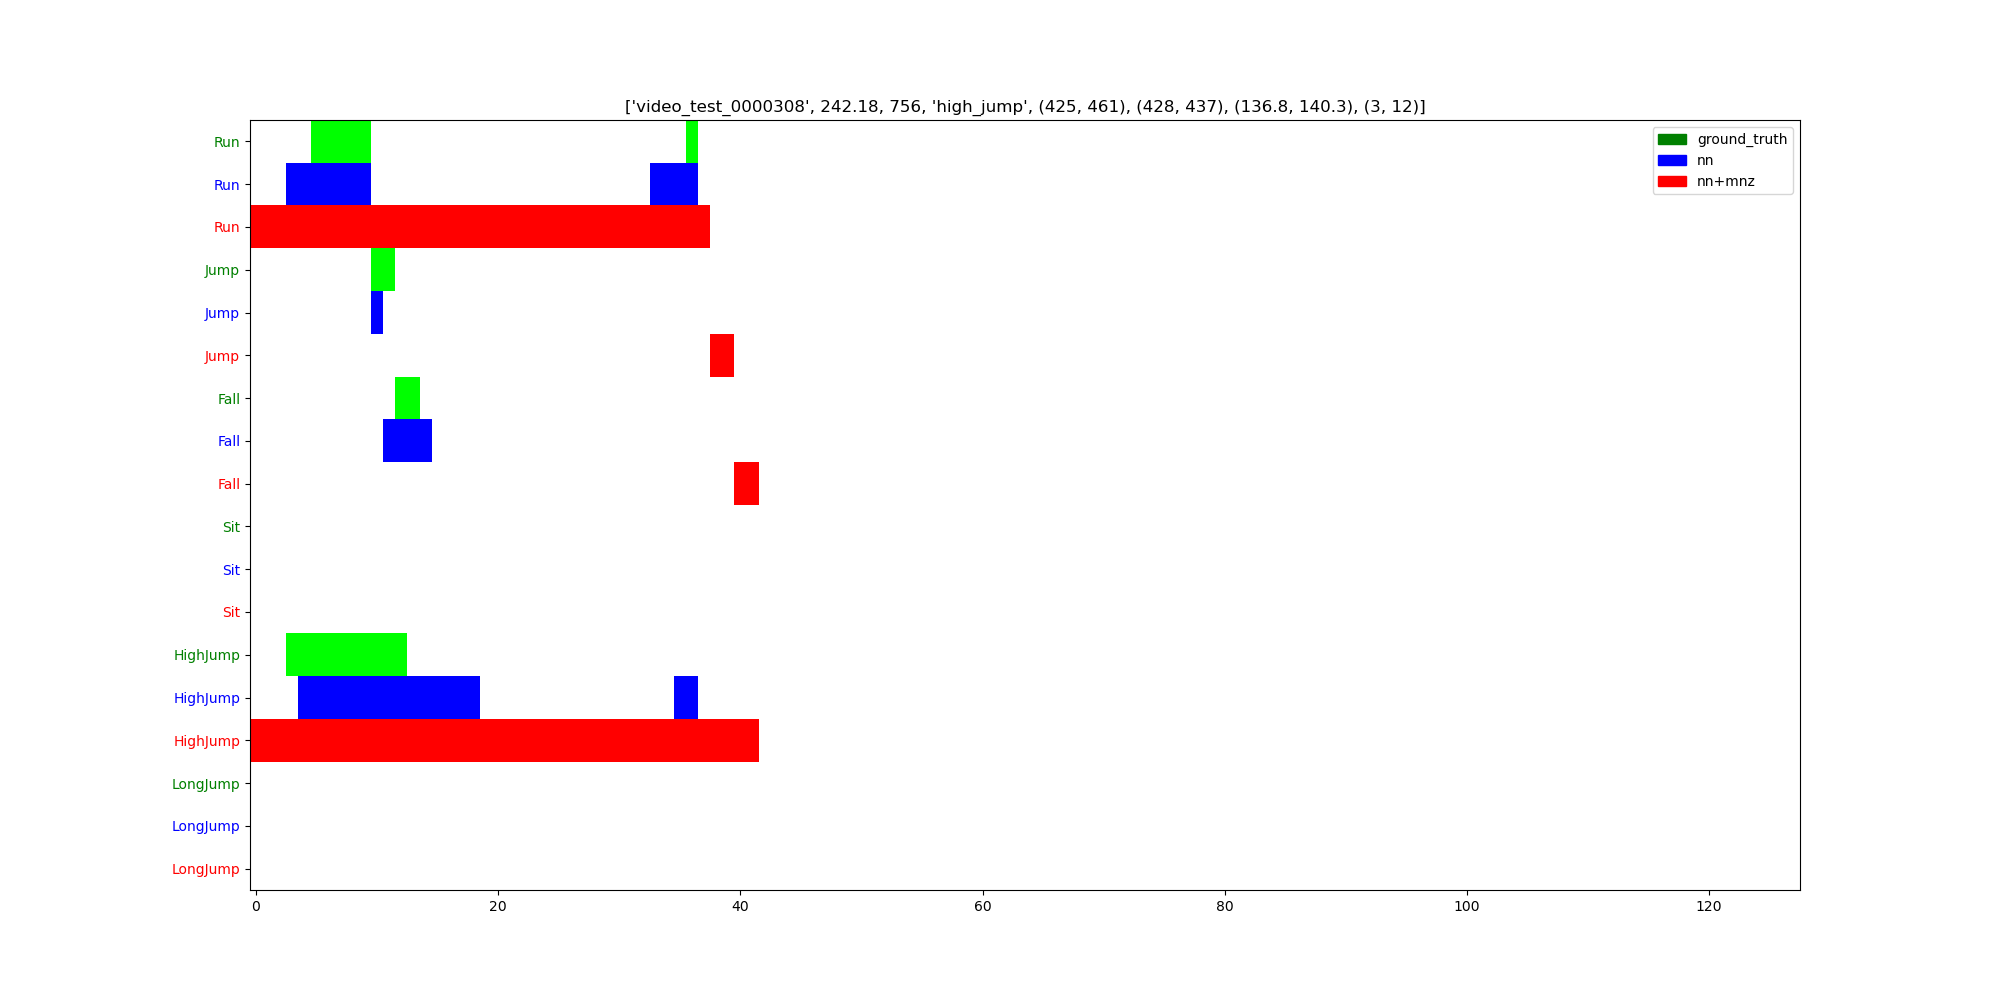 ['video_test_0000308', 242.18, 756, 'high_jump', (425, 461), (428, 437), (136.8, 140.3), (3, 12)]
ground_truth
nn
nn+mnz
Run
Run
Run
Jump
Jump
Jump
Fall
Fall
Fall
Sit
Sit
Sit
HighJump
HighJump
HighJump
LongJump
LongJump
LongJump
0 20 40 60 80 100 120